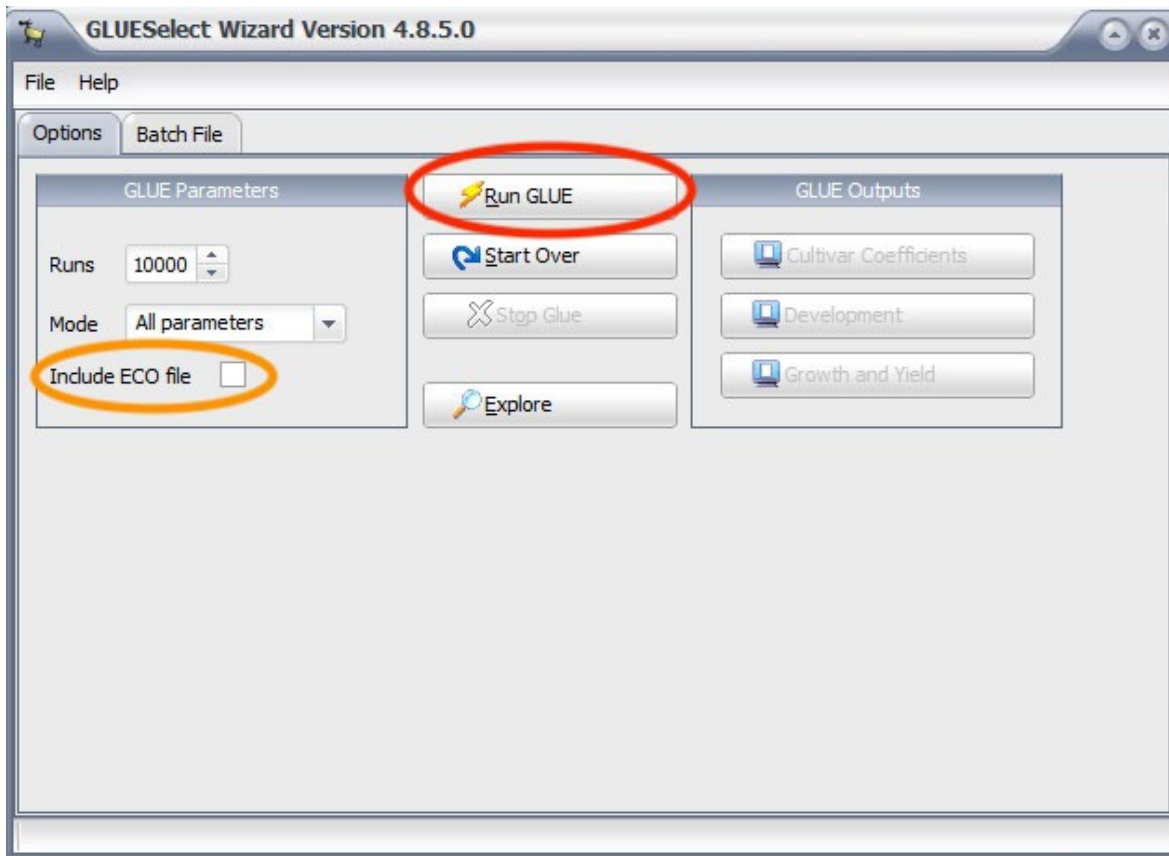 GLUESelect Wizard Version 4.8.5.0
File Help
Options Batch File
GLUE Parameters
Runs 10000
Mode All parameters
Include ECO file
Run GLUE
Start Over
Stop Glue
Explore
GLUE Outputs
Cultivar Coefficients
Development
Growth and Yield